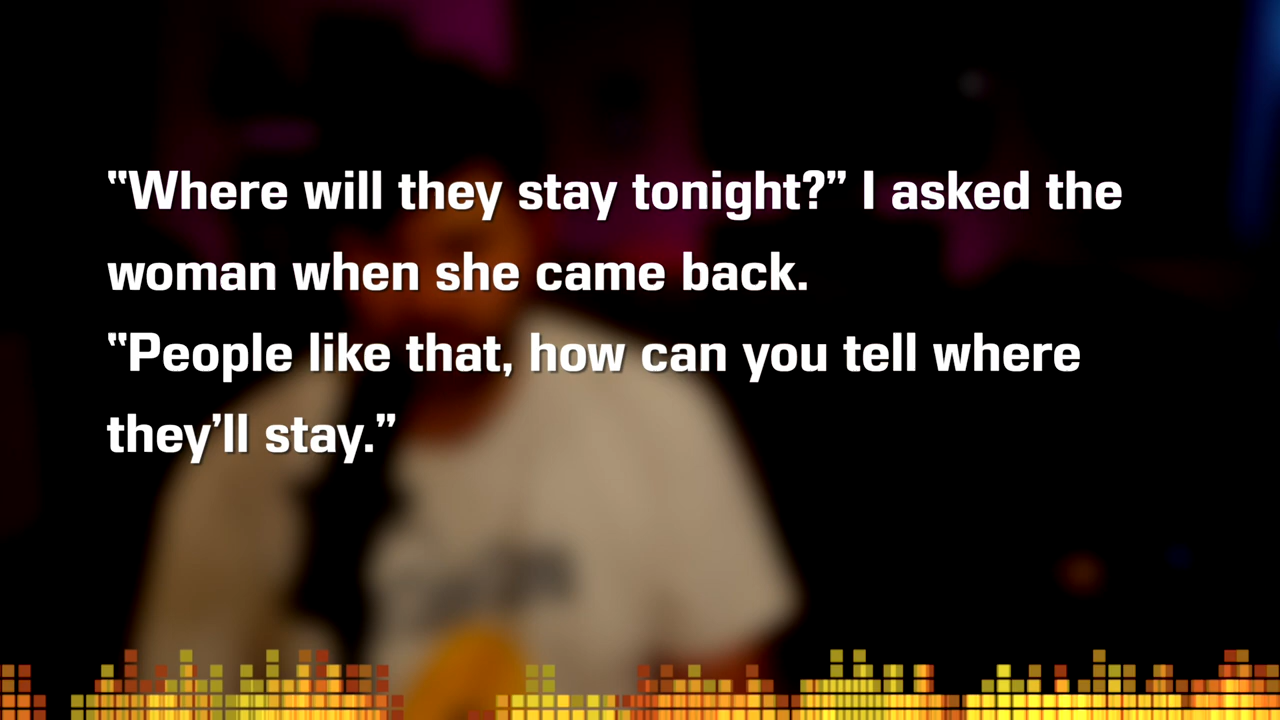 “Where will they stay tonight?” I asked the
woman when she came back.
“People like that, how can you tell where
they’ll stay.”